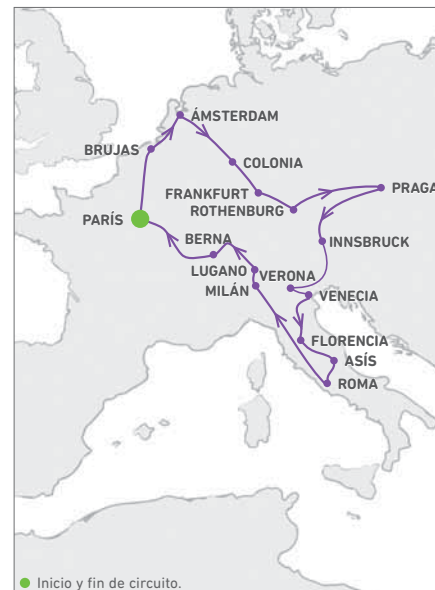 ÁMSTERDAM
BRUJAS
COLONIA
FRANKFURT
PRAGA
ROTHENBURG
PARÍS
BERNA
INNSBRUCK
LUGANO
VERONA
MILÁN
VENECIA
FLORENCIA
ASÍS
ROMA
Inicio y fin de circuito.